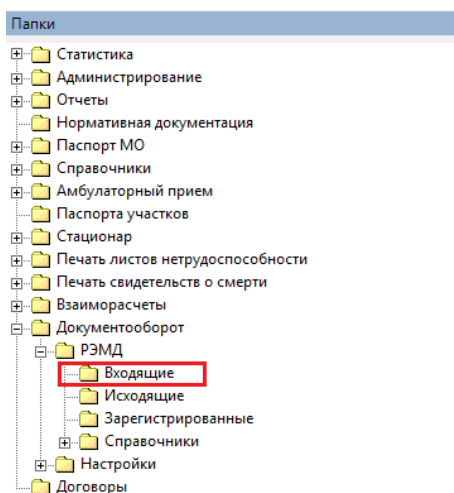 Папки
Статистика
Администрирование
Отчеты
Нормативная документация
Паспорт МО
Справочники
Амбулаторный прием
Паспорта участков
Стационар
Печать листов нетрудоспособности
Печать свидетельств о смерти
Взаиморасчеты
Документооборот
РЭМД
Входящие
Исходящие
Зарегистрированные
Справочники
Настройки
Договоры